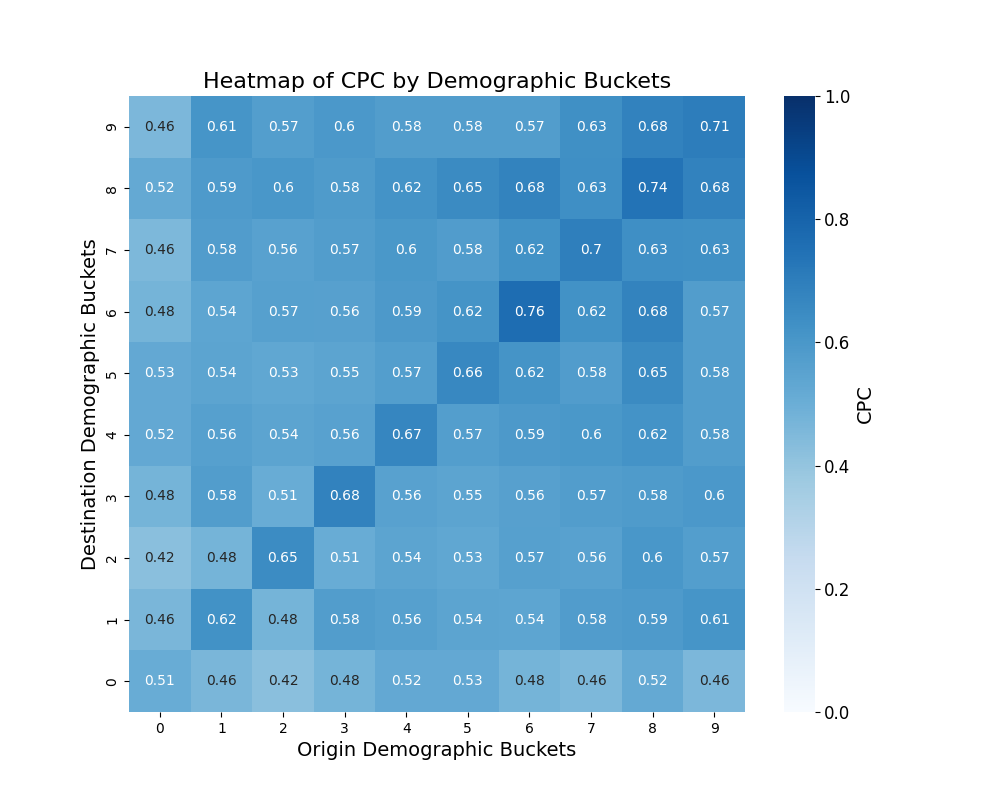 Heatmap of CPC by Demographic Buckets
9 0.46 0.61 0.57 0.6 0.58 0.58 0.57 0.63 0.68 0.71
8 0.52 0.59 0.6 0.58 0.62 0.65 0.68 0.63 0.74 0.68
7 0.46 0.58 0.56 0.57 0.6 0.58 0.62 0.7 0.63 0.63
6 0.48 0.54 0.57 0.56 0.59 0.62 0.76 0.62 0.68 0.57
5 0.53 0.54 0.53 0.55 0.57 0.66 0.62 0.58 0.65 0.58
4 0.52 0.56 0.54 0.56 0.67 0.57 0.59 0.6 0.62 0.58
3 0.48 0.58 0.51 0.68 0.56 0.55 0.56 0.57 0.58 0.6
2 0.42 0.48 0.65 0.51 0.54 0.53 0.57 0.56 0.6 0.57
1 0.46 0.62 0.48 0.58 0.56 0.54 0.54 0.58 0.59 0.61
0 0.51 0.46 0.42 0.48 0.52 0.53 0.48 0.46 0.52 0.46
0 1 2 3 4 5 6 7 8 9
Origin Demographic Buckets
Destination Demographic Buckets
1.0
0.8
0.6
0.4
0.2
0.0
CPC